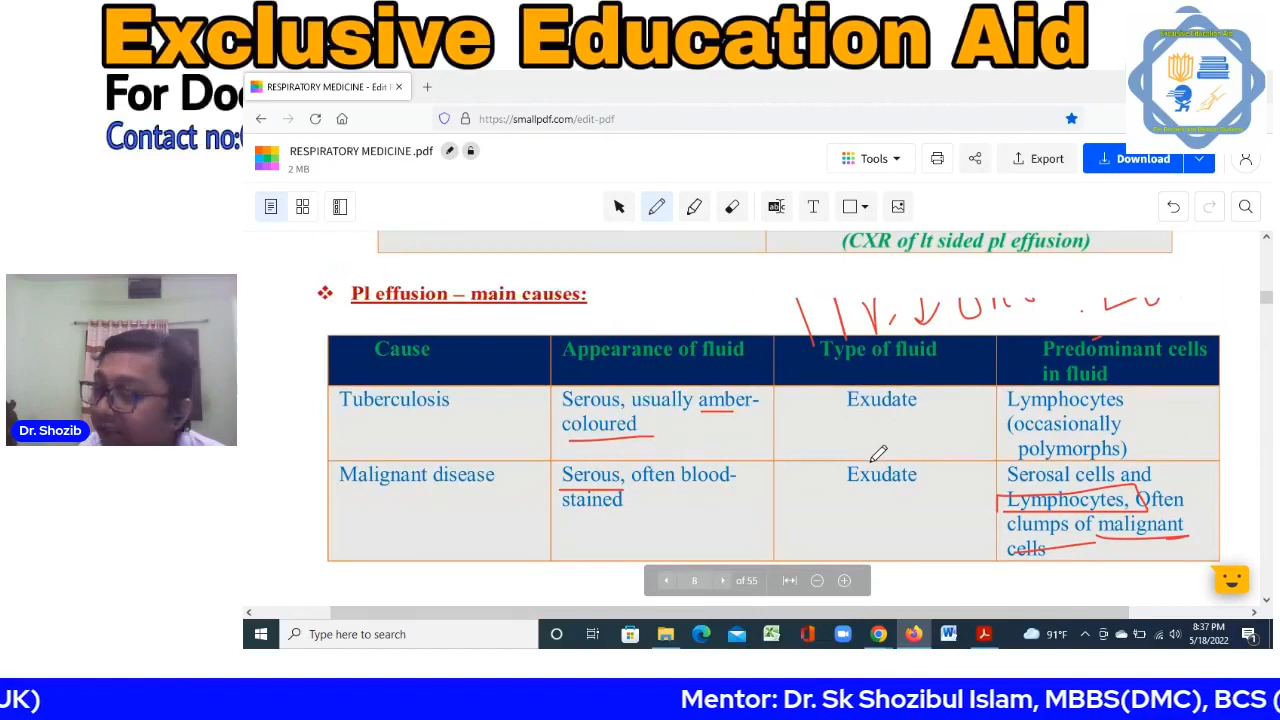 Exclusive Education Aid
For Do
Contact no:
Exclusive Education Aid
RESPIRATORY MEDICINE - Edit
https://smallpdf.com/edit-pdf
RESPIRATORY MEDICINE .pdf
2 MB
Tools
Export
Download
(CXR of lt sided pl effusion)
Pl effusion – main causes:
Cause
Appearance of fluid
Type of fluid
Predominant cells
in fluid
Tuberculosis
Serous, usually amber-
coloured
Exudate
Lymphocytes
(occasionally
polymorphs)
Malignant disease
Serous, often blood-
stained
Exudate
Serosal cells and
Lymphocytes, Often
clumps of malignant
cells
8 of 55
Dr. Shozib
Type here to search
91°F
8:37 PM
5/18/2022
UK)
Mentor: Dr. Sk Shozibul Islam, MBBS(DMC), BCS (